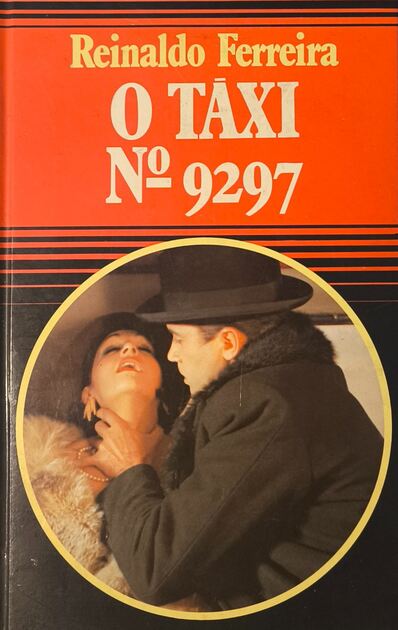 Reinaldo Ferreira
O TÁXI
Nº 9297